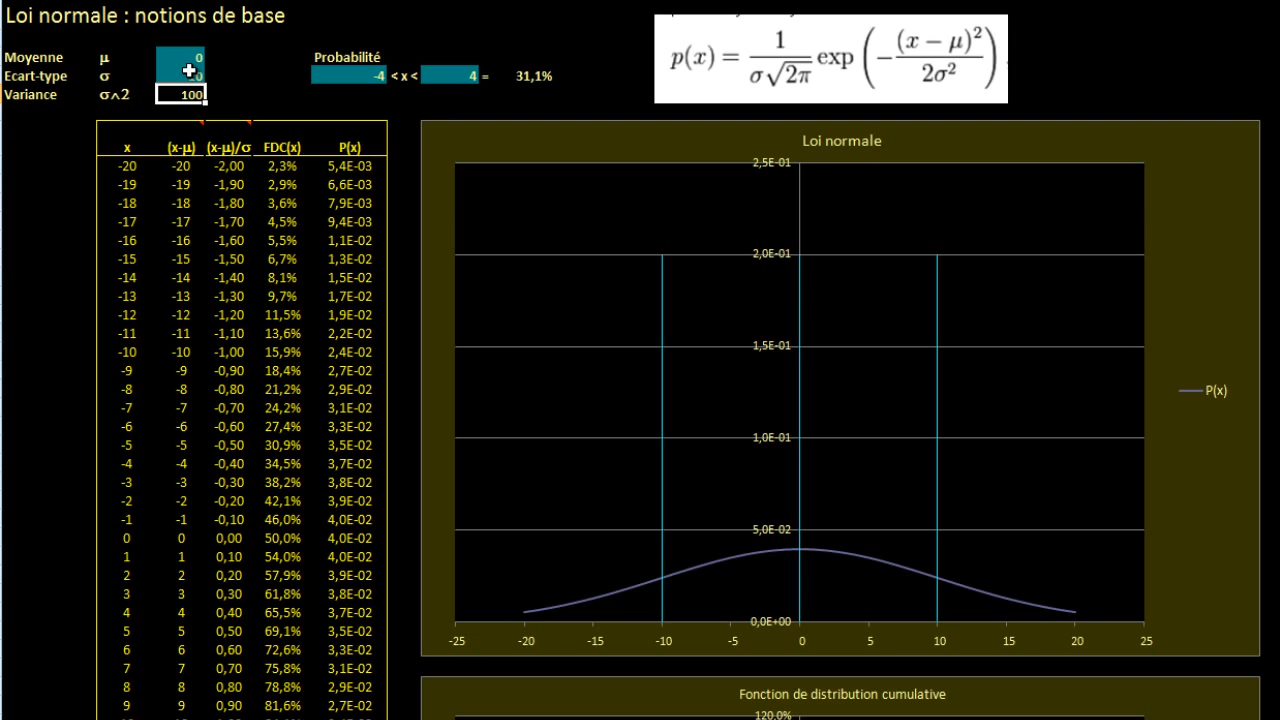 Loi normale : notions de base
Moyenne μ 0
Ecart-type σ 10
Variance σ^2 100
Probabilité
-4 < x < 4 = 31,1%
p(x) = 1/(σ√2π) exp(−(x − μ)²/2σ²)
x (x-μ) (x-μ)/σ FDC(x) P(x)
-20 -20 -2,00 2,3% 5,4E-03
-19 -19 -1,90 2,9% 6,6E-03
-18 -18 -1,80 3,6% 7,9E-03
-17 -17 -1,70 4,5% 9,4E-03
-16 -16 -1,60 5,5% 1,1E-02
-15 -15 -1,50 6,7% 1,3E-02
-14 -14 -1,40 8,1% 1,5E-02
-13 -13 -1,30 9,7% 1,7E-02
-12 -12 -1,20 11,5% 1,9E-02
-11 -11 -1,10 13,6% 2,2E-02
-10 -10 -1,00 15,9% 2,4E-02
-9 -9 -0,90 18,4% 2,7E-02
-8 -8 -0,80 21,2% 2,9E-02
-7 -7 -0,70 24,2% 3,1E-02
-6 -6 -0,60 27,4% 3,3E-02
-5 -5 -0,50 30,9% 3,5E-02
-4 -4 -0,40 34,5% 3,7E-02
-3 -3 -0,30 38,2% 3,8E-02
-2 -2 -0,20 42,1% 3,9E-02
-1 -1 -0,10 46,0% 4,0E-02
0 0 0,00 50,0% 4,0E-02
1 1 0,10 54,0% 4,0E-02
2 2 0,20 57,9% 3,9E-02
3 3 0,30 61,8% 3,8E-02
4 4 0,40 65,5% 3,7E-02
5 5 0,50 69,1% 3,5E-02
6 6 0,60 72,6% 3,3E-02
7 7 0,70 75,8% 3,1E-02
8 8 0,80 78,8% 2,9E-02
9 9 0,90 81,6% 2,7E-02
Loi normale
2,5E-01
2,0E-01
1,5E-01
1,0E-01
5,0E-02
0,0E+00
-25 -20 -15 -10 -5 0 5 10 15 20 25
P(x)
Fonction de distribution cumulative
120,0%